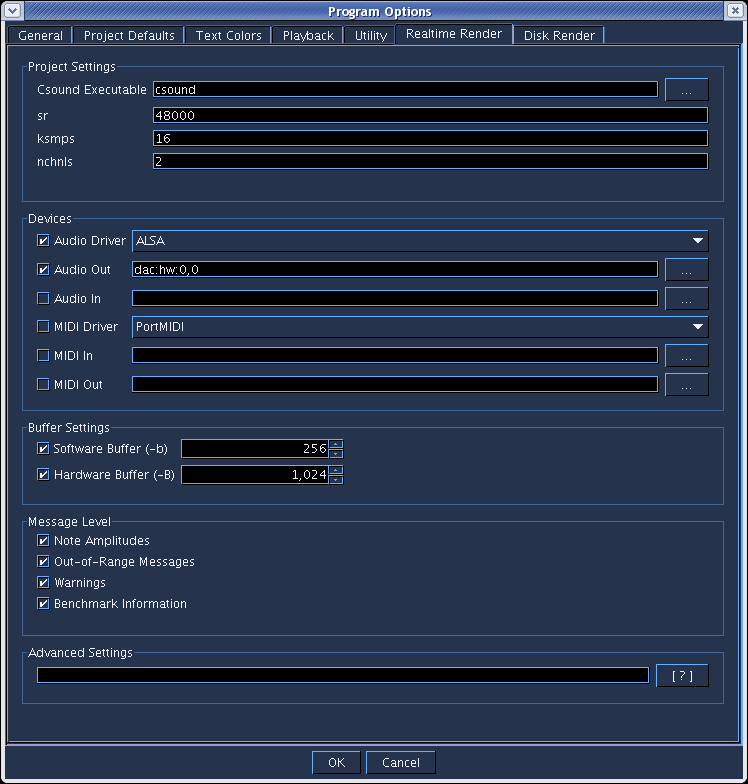 Program Options
General Project Defaults Text Colors Playback Utility Realtime Render Disk Render
Project Settings
Csound Executable csound ...
sr 48000
ksmps 16
nchnls 2
Devices
Audio Driver ALSA
Audio Out dac:hw:0,0 ...
Audio In ...
MIDI Driver PortMIDI
MIDI In ...
MIDI Out ...
Buffer Settings
Software Buffer (-b) 256
Hardware Buffer (-B) 1,024
Message Level
Note Amplitudes
Out-of-Range Messages
Warnings
Benchmark Information
Advanced Settings
[ ? ]
OK Cancel